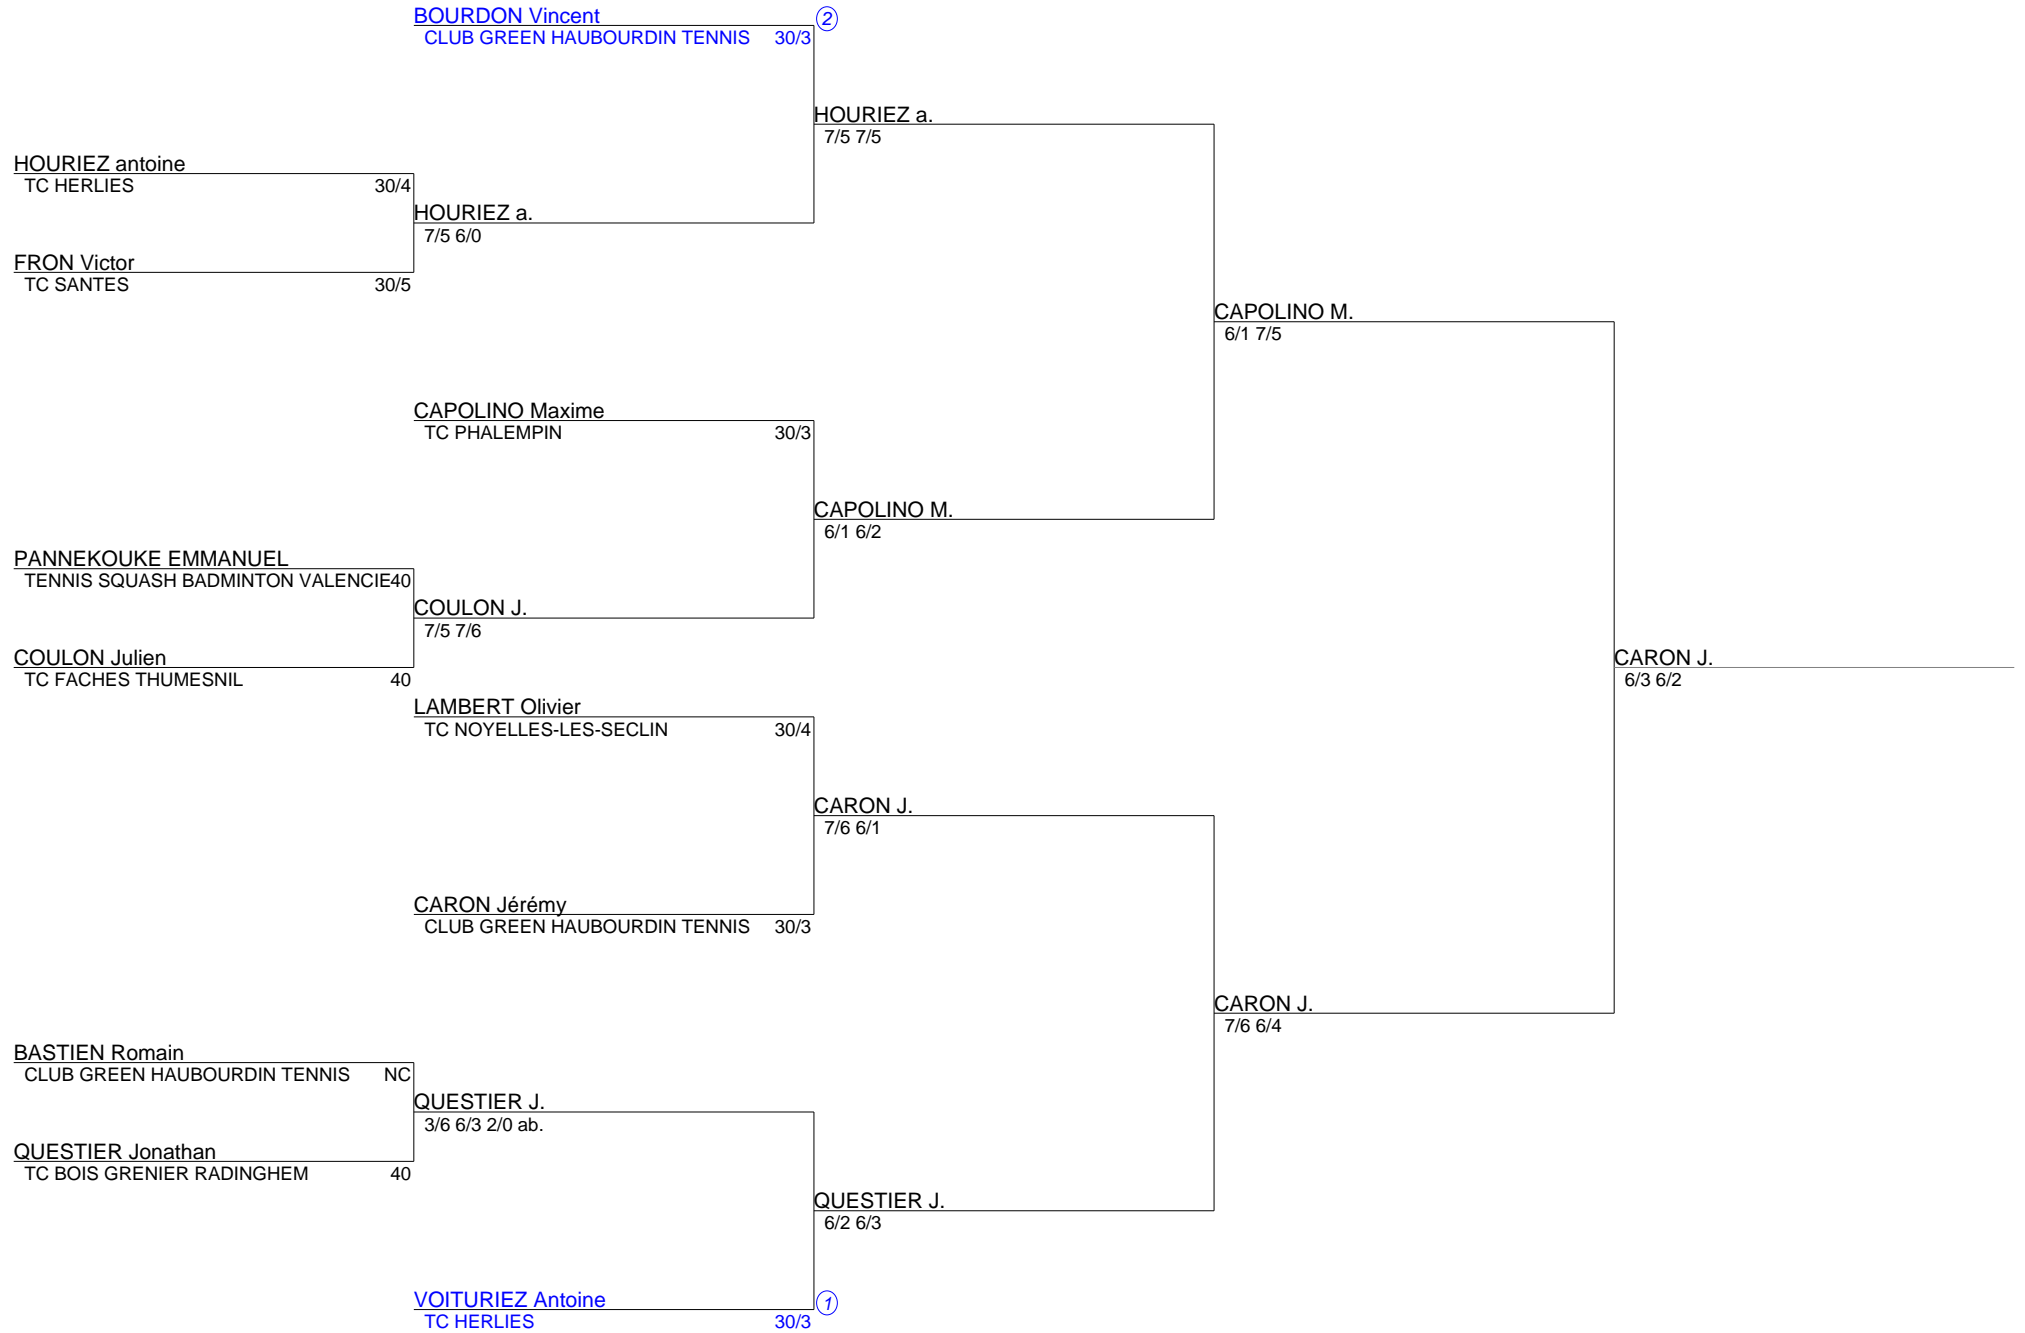 BOURDON Vincent 2
CLUB GREEN HAUBOURDIN TENNIS 30/3
HOURIEZ a.
7/5 7/5
HOURIEZ antoine
TC HERLIES 30/4
HOURIEZ a.
7/5 6/0
FRON Victor
TC SANTES 30/5
CAPOLINO M.
6/1 7/5
CAPOLINO Maxime
TC PHALEMPIN 30/3
CAPOLINO M.
6/1 6/2
PANNEKOUKE EMMANUEL
TENNIS SQUASH BADMINTON VALENCIE40
COULON J.
7/5 7/6
COULON Julien
TC FACHES THUMESNIL 40
CARON J.
6/3 6/2
LAMBERT Olivier
TC NOYELLES-LES-SECLIN 30/4
CARON J.
7/6 6/1
CARON Jérémy
CLUB GREEN HAUBOURDIN TENNIS 30/3
CARON J.
7/6 6/4
BASTIEN Romain
CLUB GREEN HAUBOURDIN TENNIS NC
QUESTIER J.
3/6 6/3 2/0 ab.
QUESTIER Jonathan
TC BOIS GRENIER RADINGHEM 40
QUESTIER J.
6/2 6/3
VOITURIEZ Antoine 1
TC HERLIES 30/3